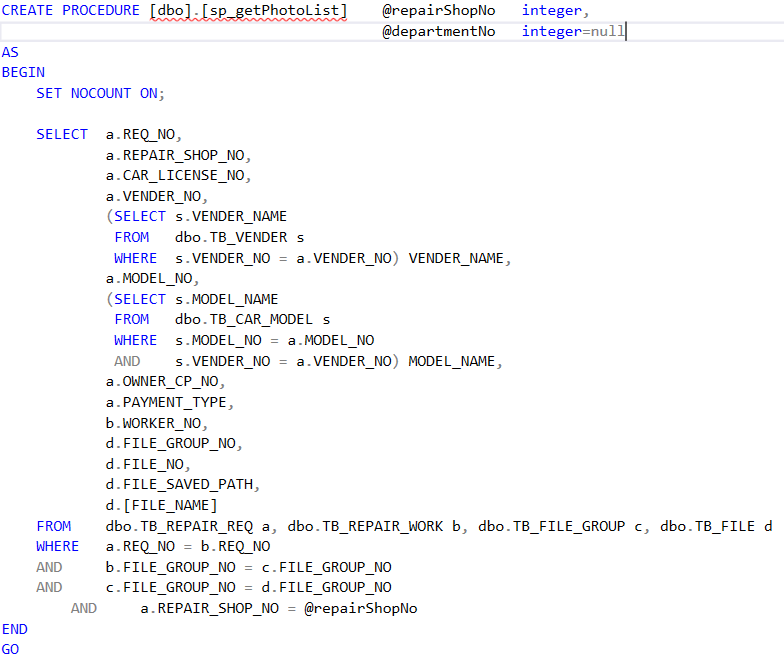 CREATE PROCEDURE [dbo].[sp_getPhotoList]    @repairShopNo   integer,
                                            @departmentNo   integer=null
AS
BEGIN
    SET NOCOUNT ON;

    SELECT  a.REQ_NO,
            a.REPAIR_SHOP_NO,
            a.CAR_LICENSE_NO,
            a.VENDER_NO,
            (SELECT s.VENDER_NAME
             FROM   dbo.TB_VENDER s
             WHERE  s.VENDER_NO = a.VENDER_NO) VENDER_NAME,
            a.MODEL_NO,
            (SELECT s.MODEL_NAME
             FROM   dbo.TB_CAR_MODEL s
             WHERE  s.MODEL_NO = a.MODEL_NO
             AND    s.VENDER_NO = a.VENDER_NO) MODEL_NAME,
            a.OWNER_CP_NO,
            a.PAYMENT_TYPE,
            b.WORKER_NO,
            d.FILE_GROUP_NO,
            d.FILE_NO,
            d.FILE_SAVED_PATH,
            d.[FILE_NAME]
    FROM    dbo.TB_REPAIR_REQ a, dbo.TB_REPAIR_WORK b, dbo.TB_FILE_GROUP c, dbo.TB_FILE d
    WHERE   a.REQ_NO = b.REQ_NO
    AND     b.FILE_GROUP_NO = c.FILE_GROUP_NO
    AND     c.FILE_GROUP_NO = d.FILE_GROUP_NO
        AND     a.REPAIR_SHOP_NO = @repairShopNo
END
GO